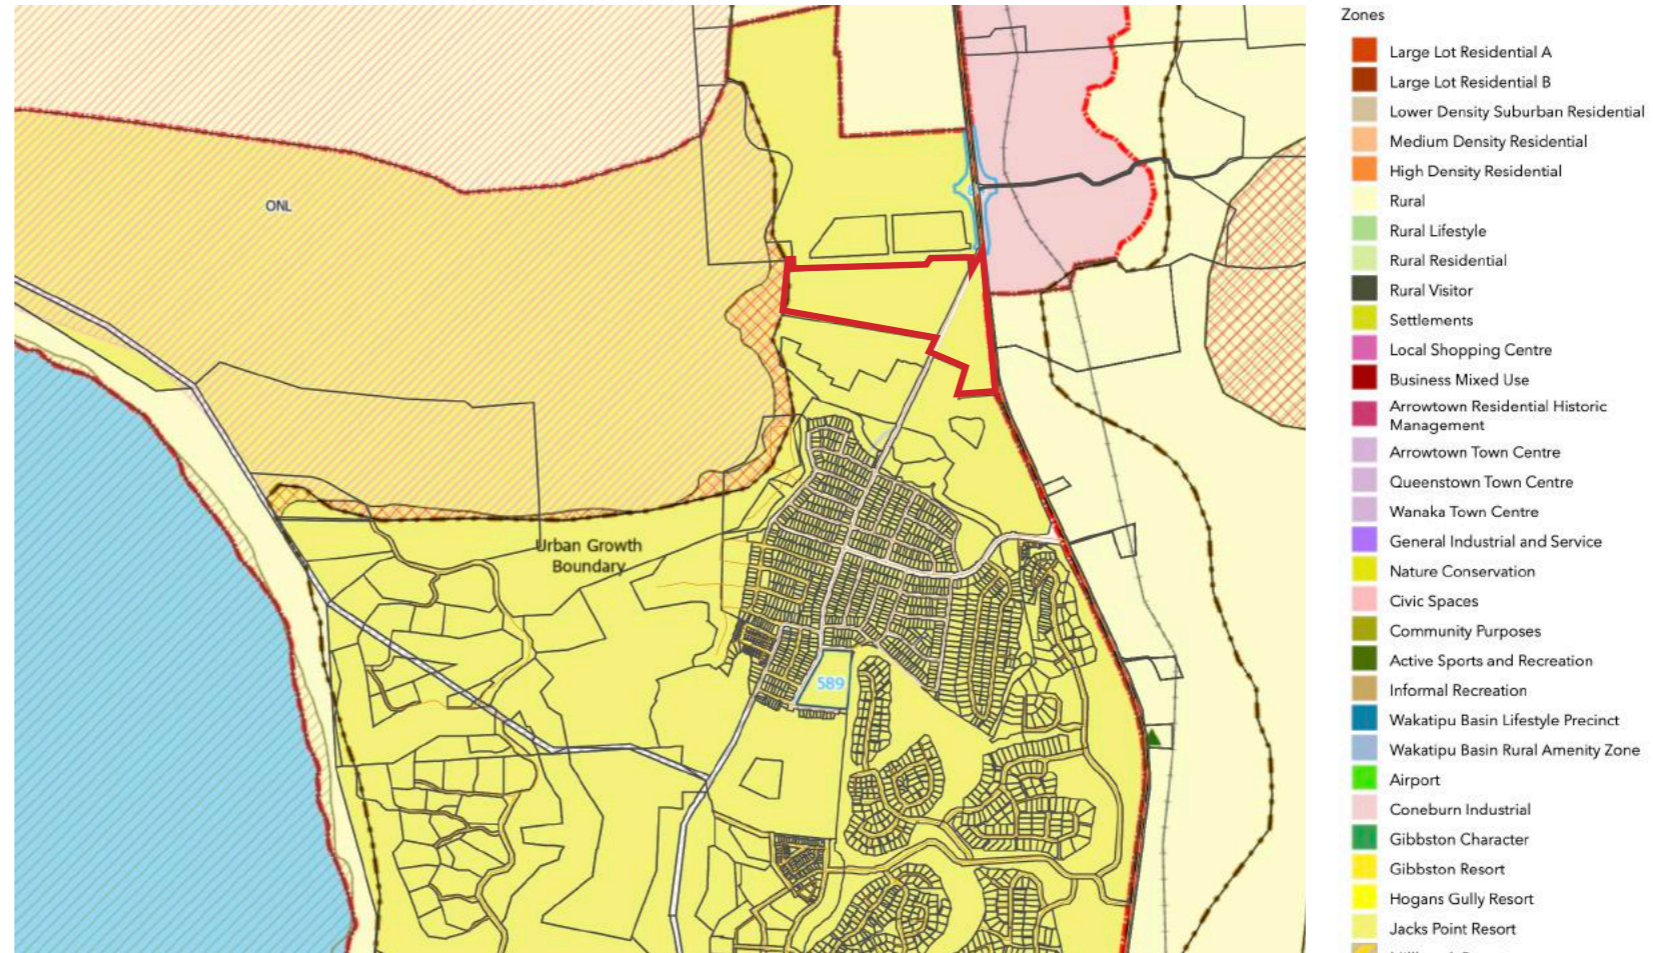 ONL
Urban Growth
Boundary
589
Zones
Large Lot Residential A
Large Lot Residential B
Lower Density Suburban Residential
Medium Density Residential
High Density Residential
Rural
Rural Lifestyle
Rural Residential
Rural Visitor
Settlements
Local Shopping Centre
Business Mixed Use
Arrowtown Residential Historic
Management
Arrowtown Town Centre
Queenstown Town Centre
Wanaka Town Centre
General Industrial and Service
Nature Conservation
Civic Spaces
Community Purposes
Active Sports and Recreation
Informal Recreation
Wakatipu Basin Lifestyle Precinct
Wakatipu Basin Rural Amenity Zone
Airport
Coneburn Industrial
Gibbston Character
Gibbston Resort
Hogans Gully Resort
Jacks Point Resort